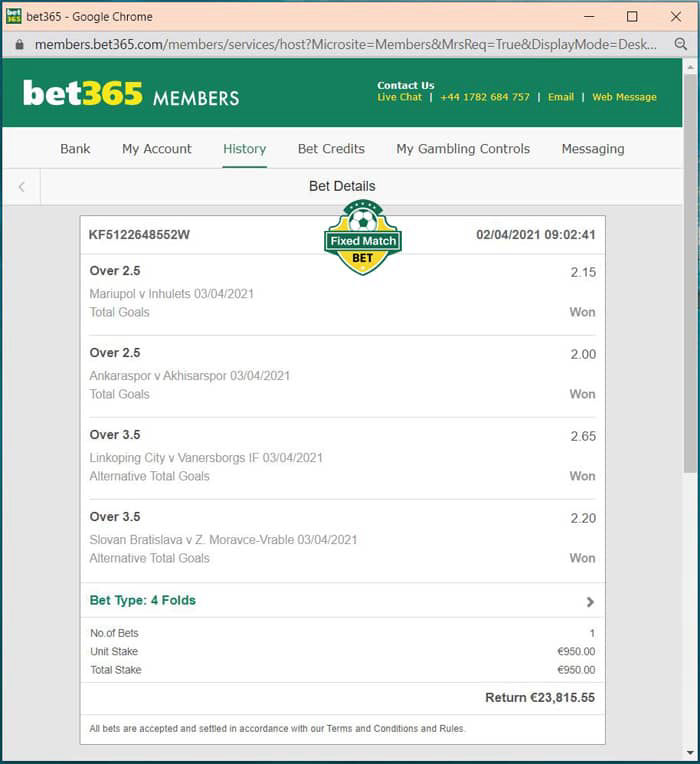 bet365 - Google Chrome
members.bet365.com/members/services/host?Microsite=Members&MrsReq=True&DisplayMode=Desk...
bet365 MEMBERS
Contact Us
Live Chat | +44 1782 684 757 | Email | Web Message
Bank My Account History Bet Credits My Gambling Controls Messaging
Bet Details
KF5122648552W 02/04/2021 09:02:41
Fixed Match
BET
Over 2.5 2.15
Mariupol v Inhulets 03/04/2021
Total Goals Won
Over 2.5 2.00
Ankaraspor v Akhisarspor 03/04/2021
Total Goals Won
Over 3.5 2.65
Linkoping City v Vanersborgs IF 03/04/2021
Alternative Total Goals Won
Over 3.5 2.20
Slovan Bratislava v Z. Moravce-Vrable 03/04/2021
Alternative Total Goals Won
Bet Type: 4 Folds
No.of Bets 1
Unit Stake €950.00
Total Stake €950.00
Return €23,815.55
All bets are accepted and settled in accordance with our Terms and Conditions and Rules.